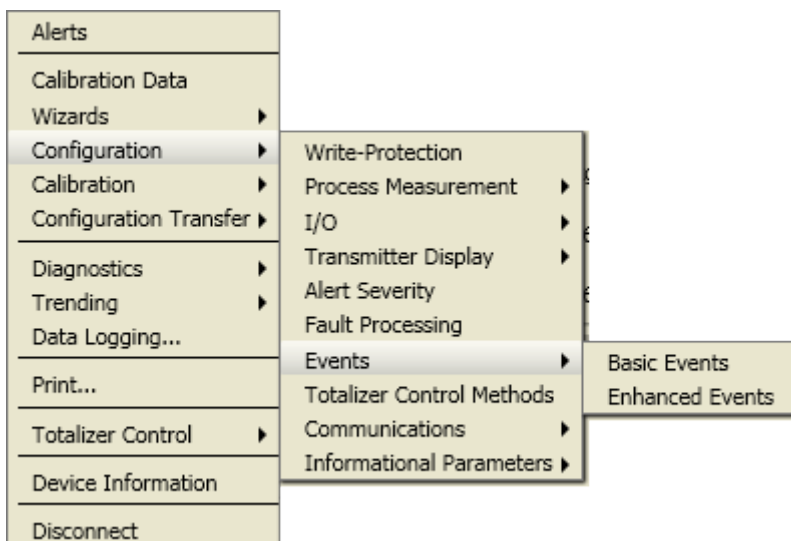 Alerts
Calibration Data
Wizards
Configuration
Calibration
Configuration Transfer
Diagnostics
Trending
Data Logging...
Print...
Totalizer Control
Device Information
Disconnect
Write-Protection
Process Measurement
I/O
Transmitter Display
Alert Severity
Fault Processing
Events
Totalizer Control Methods
Communications
Informational Parameters
Basic Events
Enhanced Events